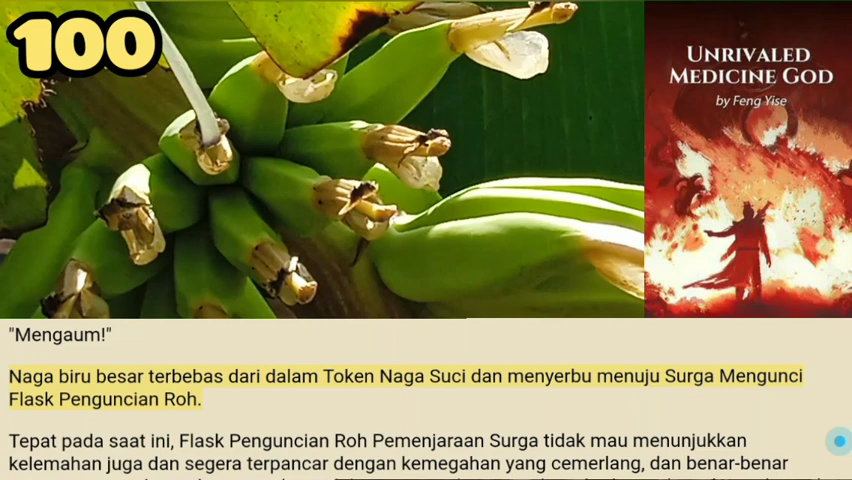 100
UNRIVALED
MEDICINE GOD
by Feng Yise
"Mengaum!"
Naga biru besar terbebas dari dalam Token Naga Suci dan menyerbu menuju Surga Mengunci
Flask Penguncian Roh.
Tepat pada saat ini, Flask Penguncian Roh Pemenjaraan Surga tidak mau menunjukkan
kelemahan juga dan segera terpancar dengan kemegahan yang cemerlang, dan benar-benar